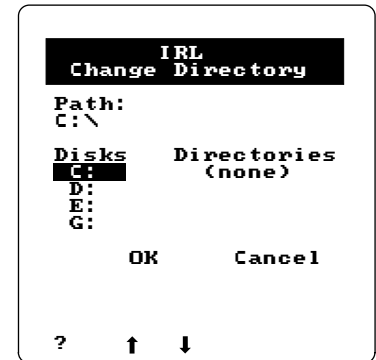 IRL
Change Directory
Path:
C:\
Disks Directories
C: (none)
D:
E:
G:
OK Cancel
? ↑ ↓